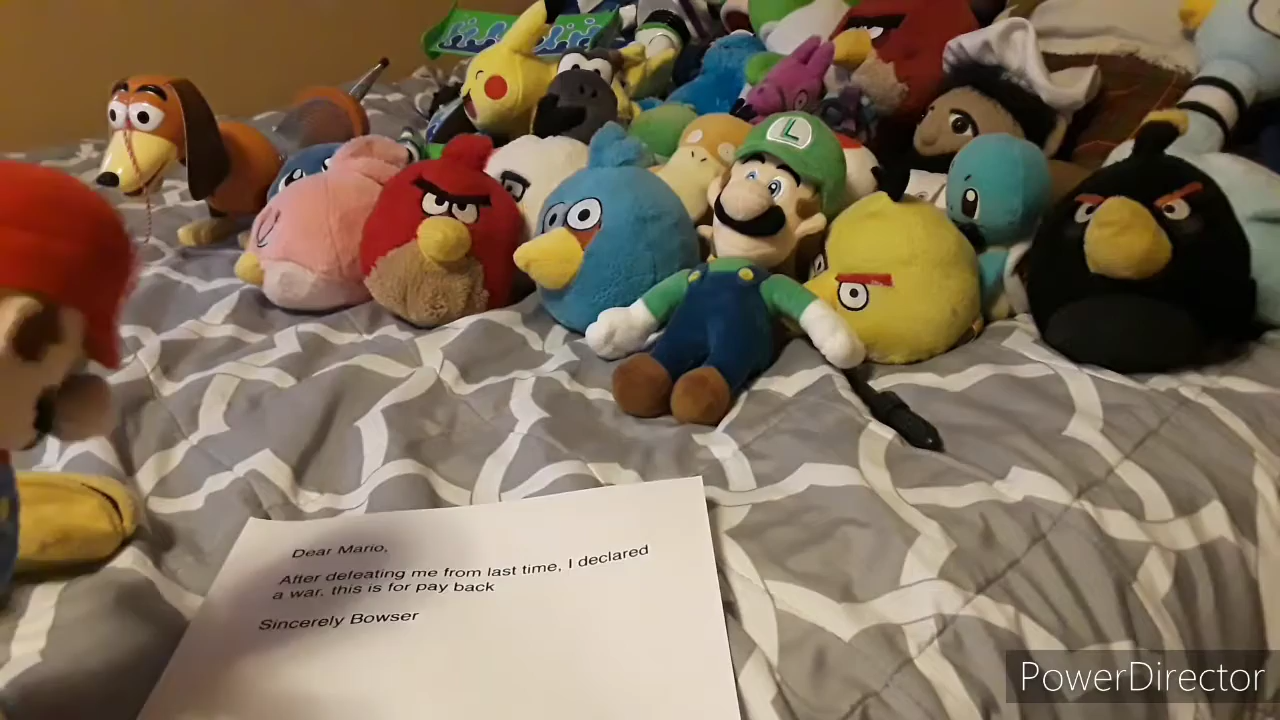 L
Dear Mario,
After defeating me from last time, I declared
a war. this is for pay back
Sincerely Bowser
PowerDirector